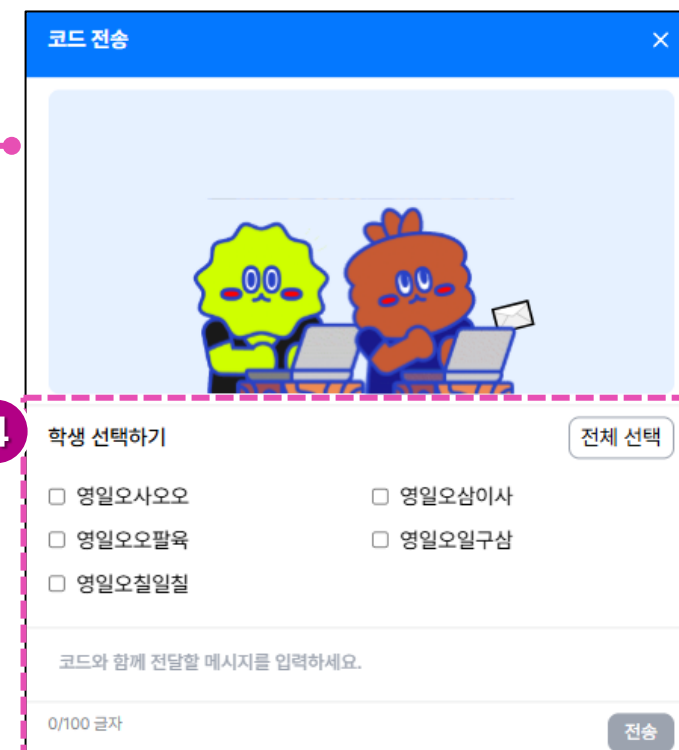 코드 전송
4
학생 선택하기 전체 선택
영일오사오오 영일오삼이사
영일오오팔육 영일오일구삼
영일오칠일칠
코드와 함께 전달할 메시지를 입력하세요.
0/100 글자 전송